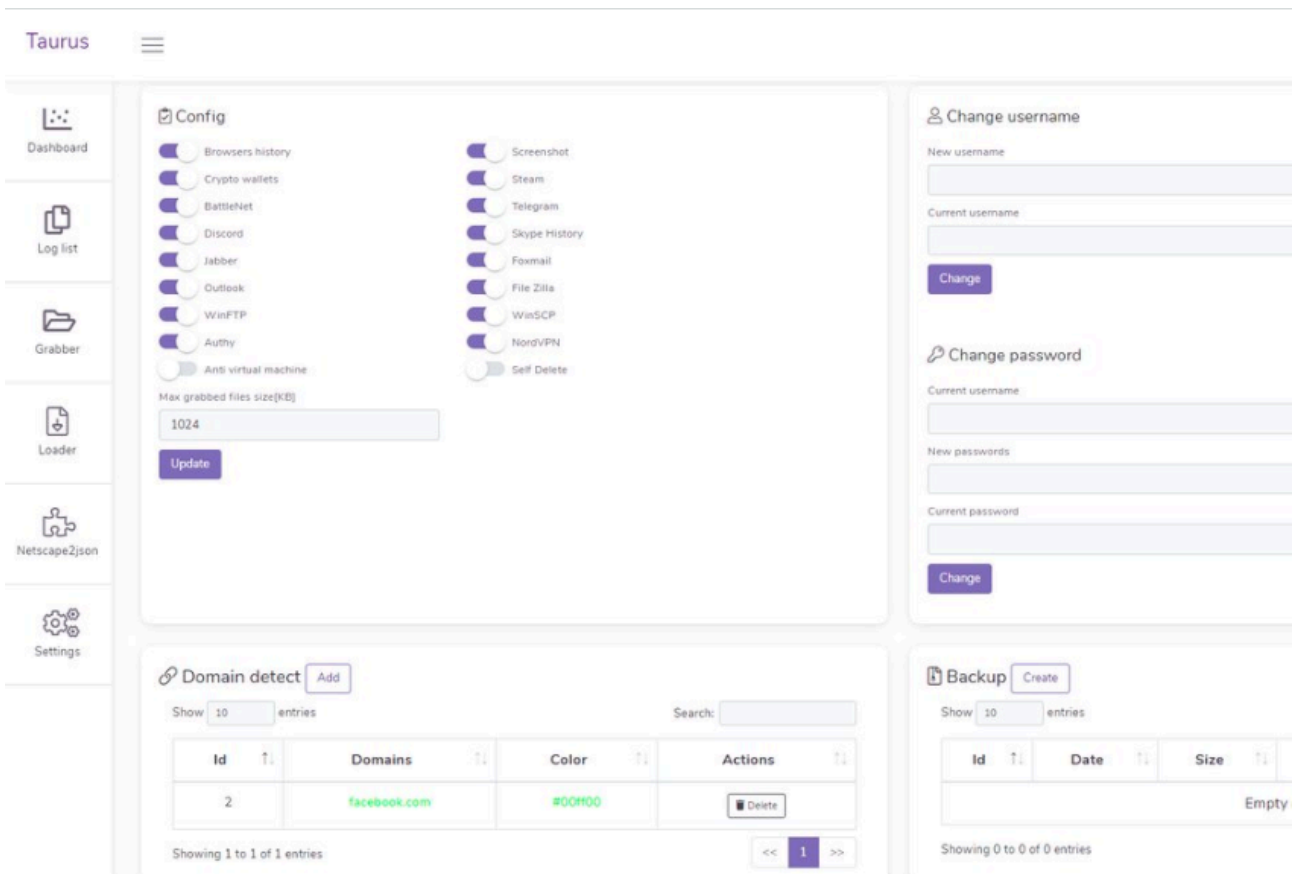 Taurus
Dashboard
Log list
Grabber
Loader
Netscape2json
Settings
Config
Browsers history
Screenshot
Crypto wallets
Steam
BattleNet
Telegram
Discord
Skype History
Jabber
Foxmail
Outlook
File Zilla
WinFTP
WinSCP
Authy
NordVPN
Anti virtual machine
Self Delete
Max grabbed files size[KB]
1024
Update
Change username
New username
Current username
Change
Change password
Current username
New passwords
Current password
Change
Domain detect Add
Show 10 entries Search:
Id Domains Color Actions
2 facebook.com #00ff00 Delete
Showing 1 to 1 of 1 entries << 1 >>
Backup Create
Show 10 entries
Id Date Size
Empty
Showing 0 to 0 of 0 entries